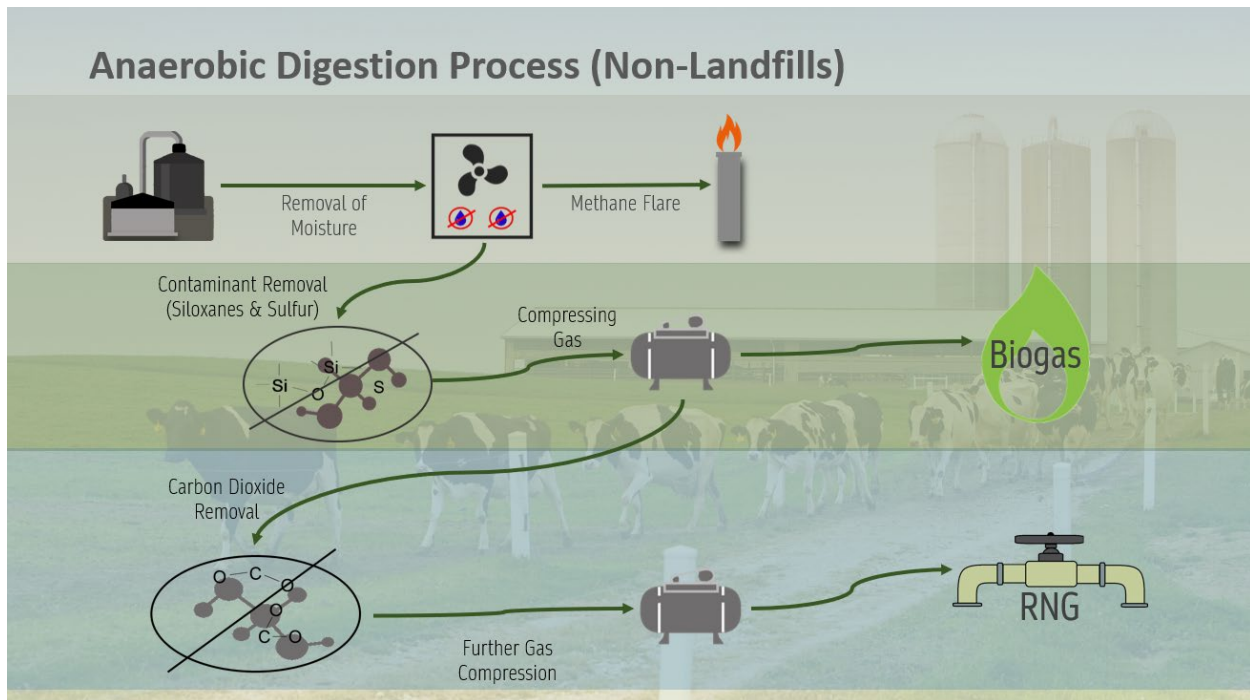 Anaerobic Digestion Process (Non-Landfills)
Removal of
Moisture
Methane Flare
Contaminant Removal
(Siloxanes & Sulfur)
Compressing
Gas
Biogas
Si
Si
O
S
Carbon Dioxide
Removal
O
C
O
O
C
O
Further Gas
Compression
RNG